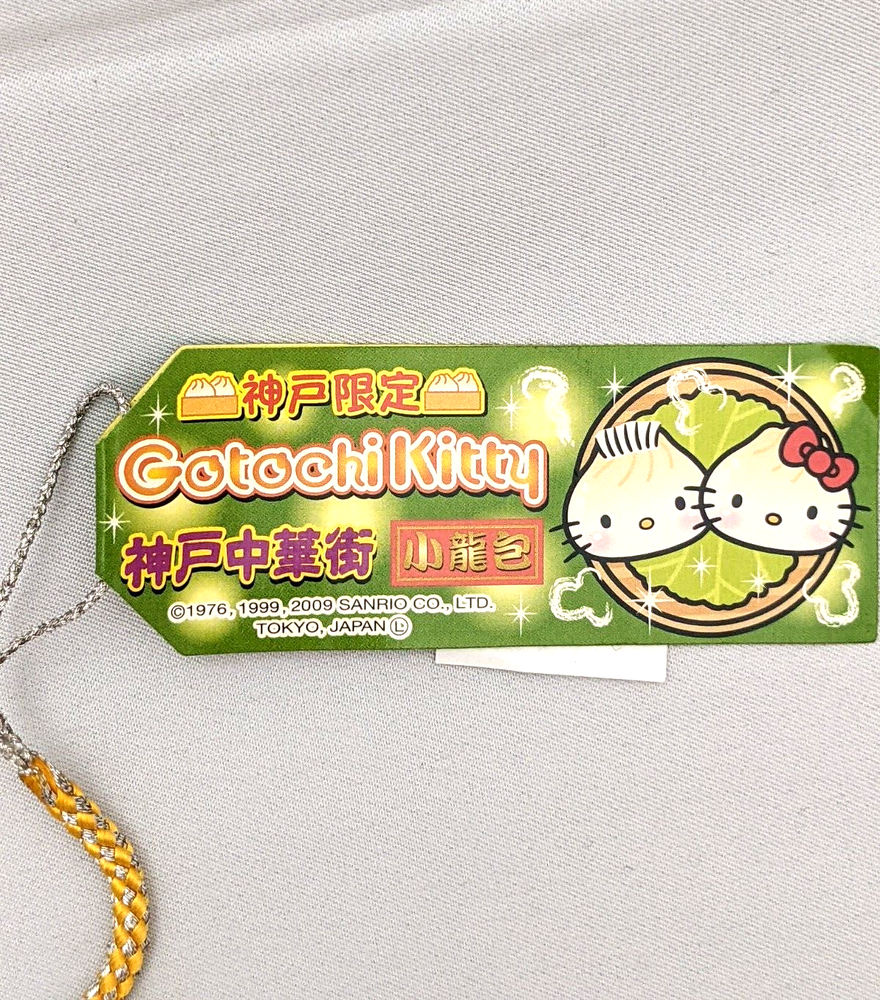 神戸限定
Gotochi Kitty
神戸中華街 小龍包
©1976, 1999, 2009 SANRIO CO., LTD.
TOKYO, JAPAN Ⓛ